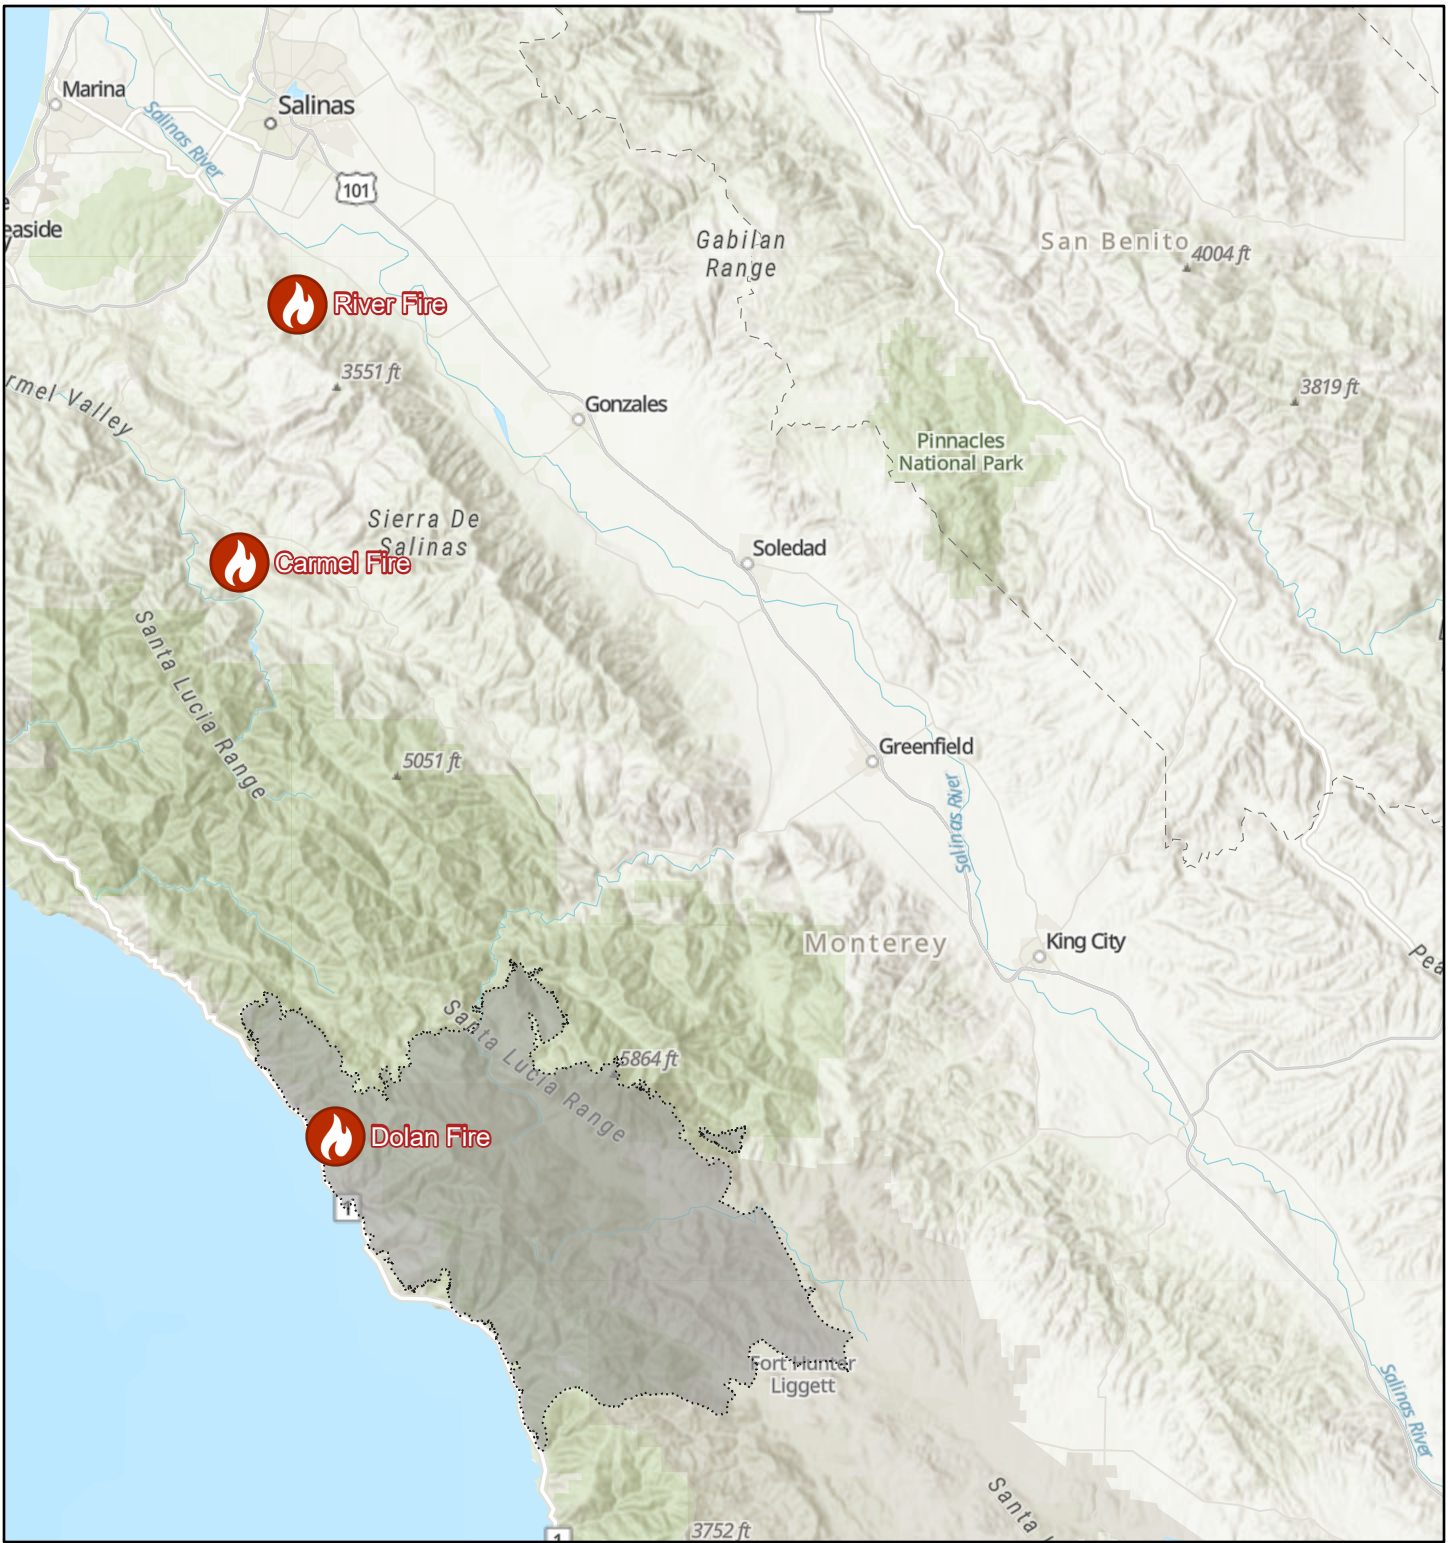 Marina
Salinas
Salinas River
101
easide
Gabilan
Range
San Benito
4004 ft
River Fire
3551 ft
3819 ft
rmel Valley
Gonzales
Pinnacles
National Park
Sierra De
Salinas
Soledad
Carmel Fire
Santa Lucia Range
5051 ft
Greenfield
Salinas River
Monterey
King City
Pea
Santa Lucia Range
5864 ft
Dolan Fire
1
Fort Hunter
Liggett
Salinas River
Santa
3752 ft
1